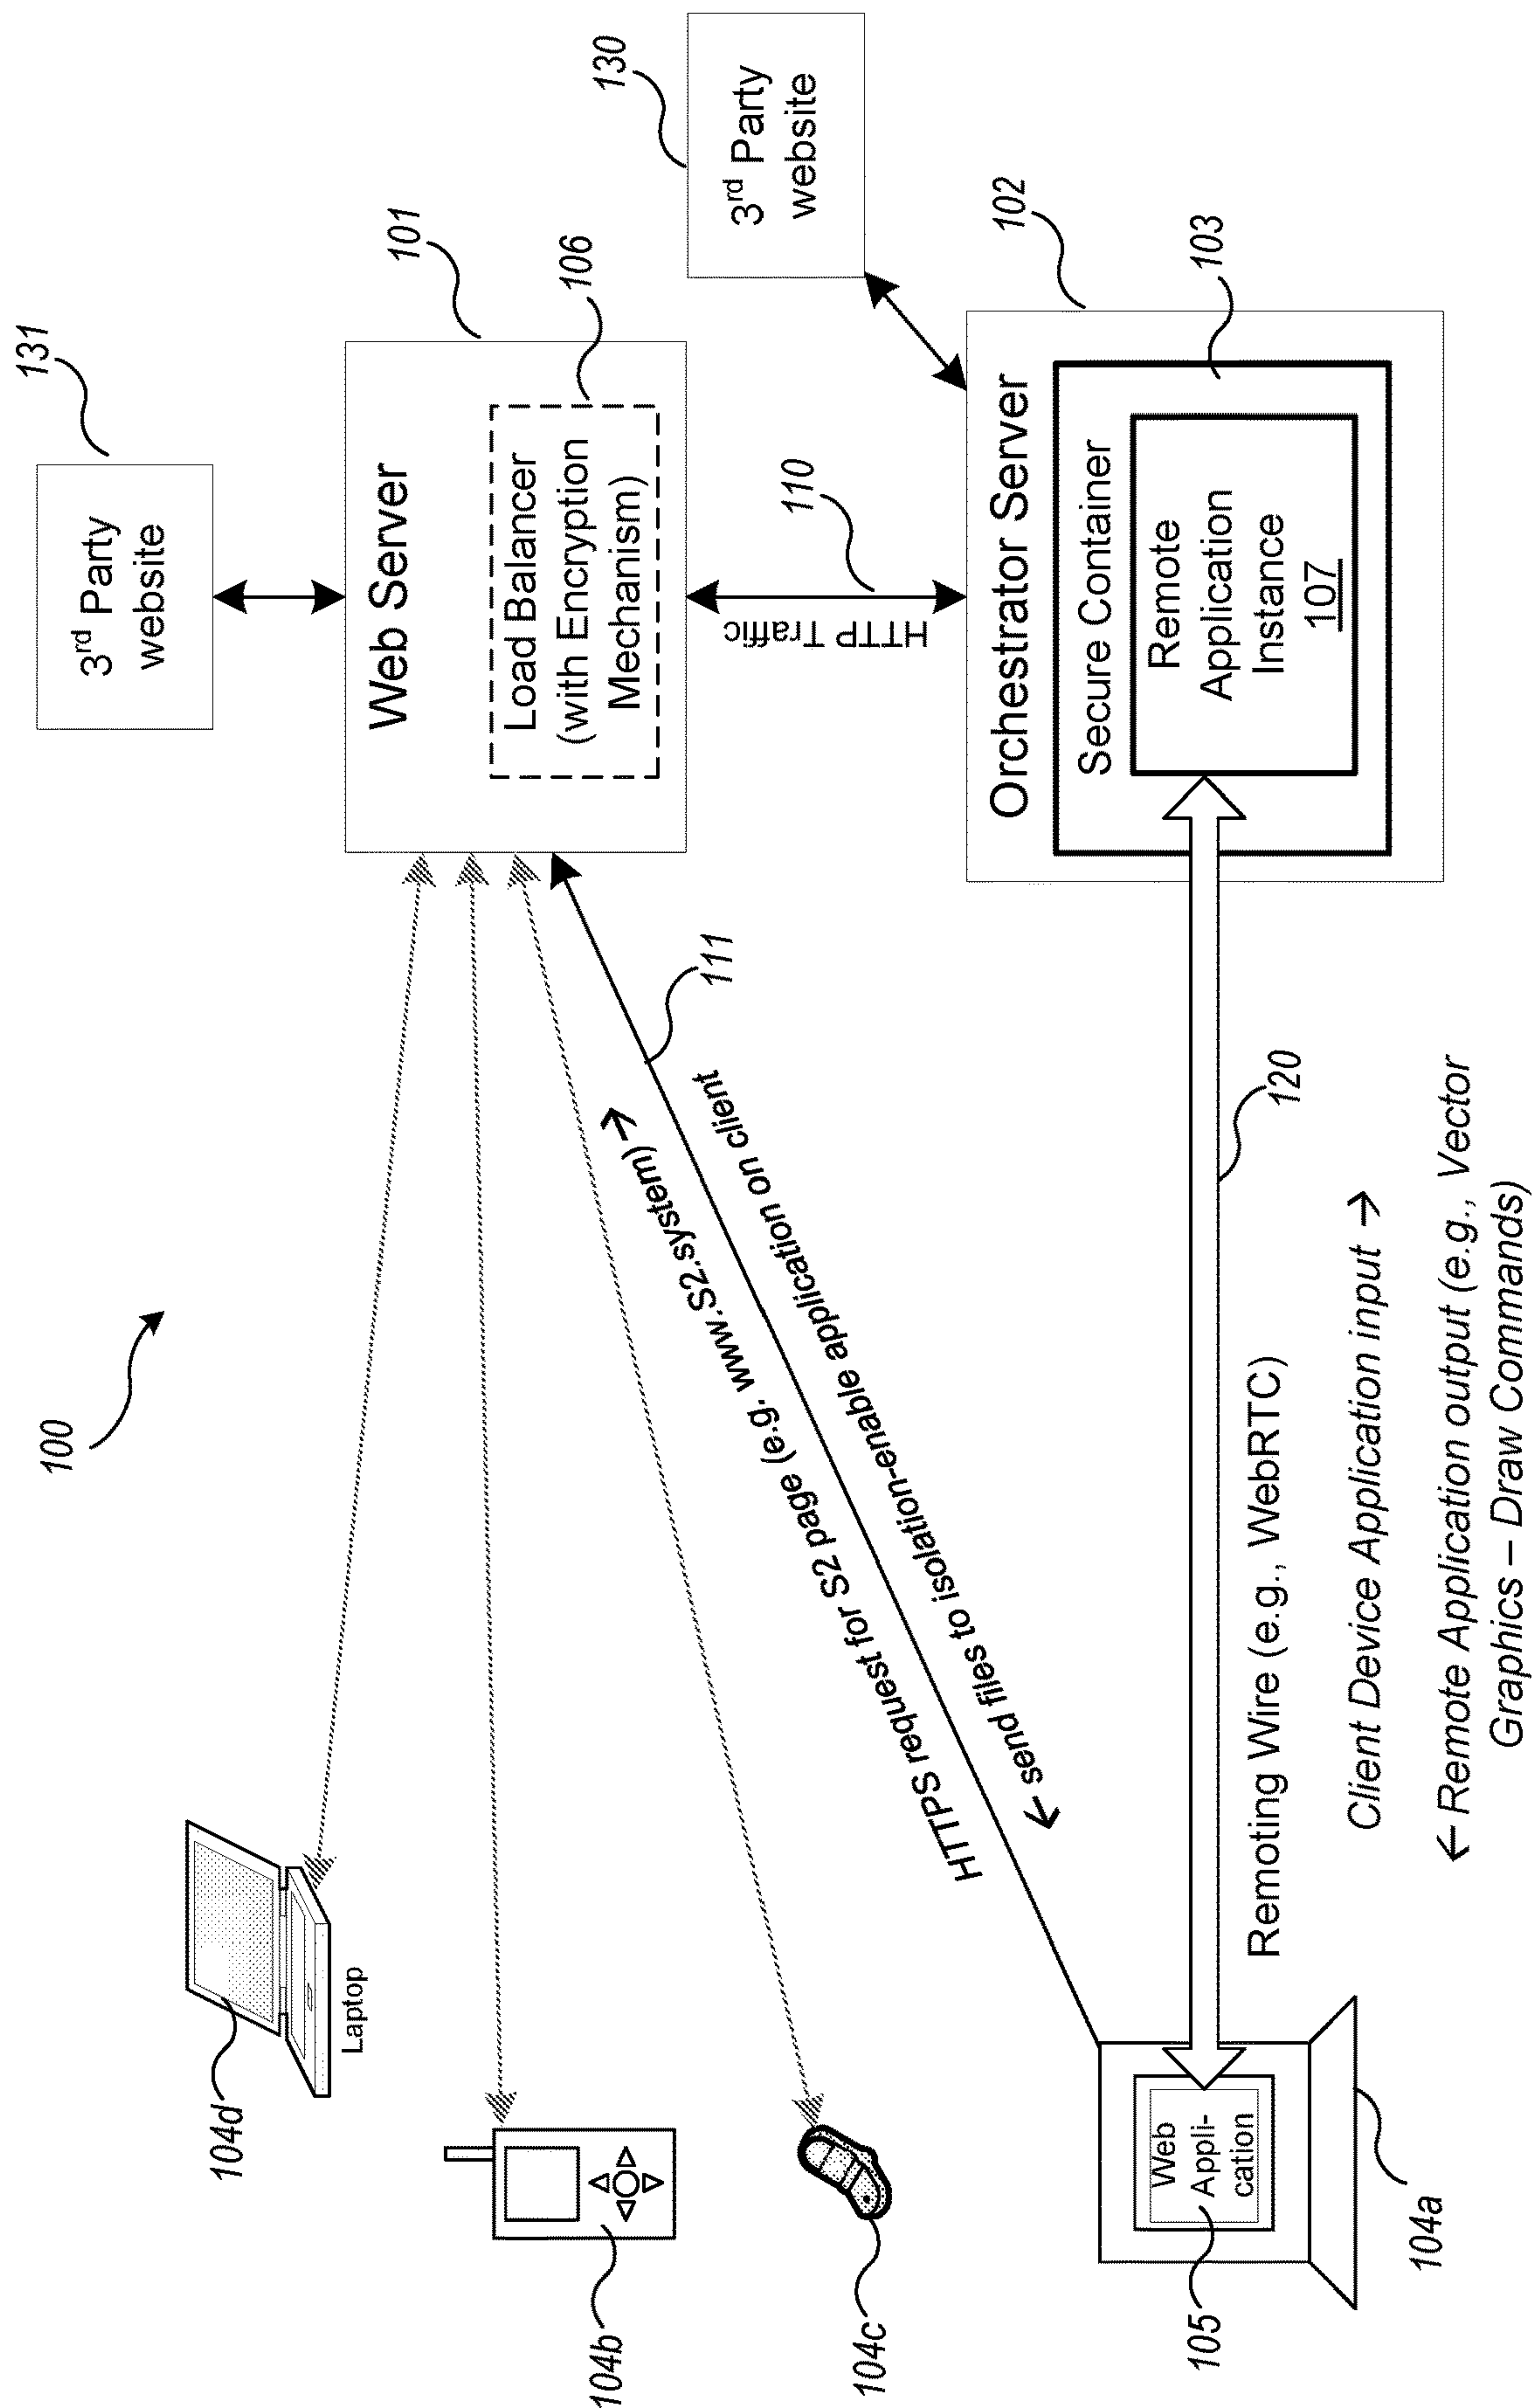 100
131
3rd Party
website
101
Web Server
106
Load Balancer
(with Encryption
Mechanism)
130
3rd Party
website
104d
Laptop
104b
104c
111
HTTPS request for S2 page (e.g. www.S2.system) →
← send files to isolation-enable application on client
110
HTTP Traffic
102
Orchestrator Server
103
Secure Container
Remote
Application
Instance
107
105
Web
Appli-
cation
104a
120
Remoting Wire (e.g., WebRTC)
Client Device Application input →
← Remote Application output (e.g., Vector
Graphics – Draw Commands)